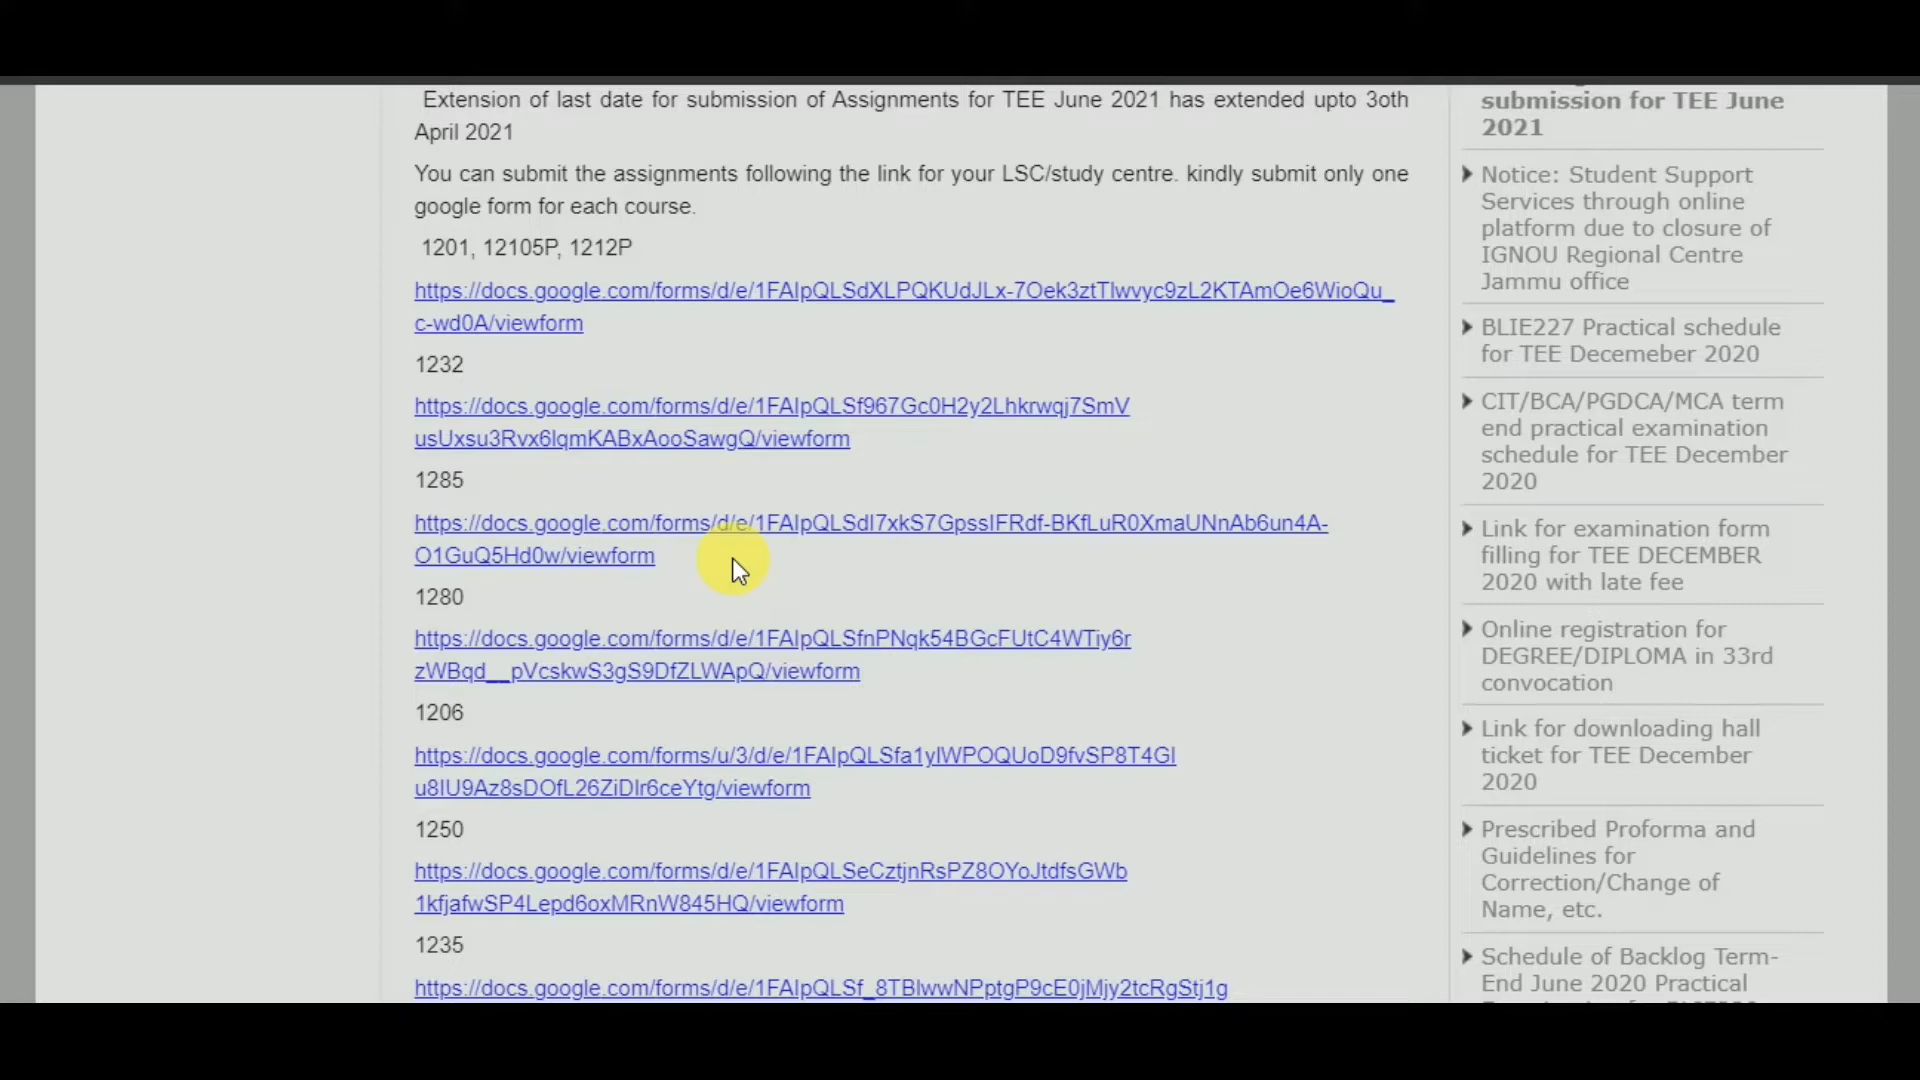 Extension of last date for submission of Assignments for TEE June 2021 has extended upto 3oth
April 2021
You can submit the assignments following the link for your LSC/study centre. kindly submit only one
google form for each course.
1201, 12105P, 1212P
https://docs.google.com/forms/d/e/1FAIpQLSdXLPQKUdJLx-7Oek3ztTlwvyc9zL2KTAmOe6WioQu_
c-wd0A/viewform
1232
https://docs.google.com/forms/d/e/1FAIpQLSf967Gc0H2y2Lhkrwqj7SmV
usUxsu3Rvx6lqmKABxAooSawgQ/viewform
1285
https://docs.google.com/forms/d/e/1FAIpQLSdI7xkS7GpssIFRdf-BKfLuR0XmaUNnAb6un4A-
O1GuQ5Hd0w/viewform
1280
https://docs.google.com/forms/d/e/1FAIpQLSfnPNqk54BGcFUtC4WTiy6r
zWBqd__pVcskwS3gS9DfZLWApQ/viewform
1206
https://docs.google.com/forms/u/3/d/e/1FAIpQLSfa1yIWPOQUoD9fvSP8T4GI
u8IU9Az8sDOfL26ZiDlr6ceYtg/viewform
1250
https://docs.google.com/forms/d/e/1FAIpQLSeCztjnRsPZ8OYoJtdfsGWb
1kfjafwSP4Lepd6oxMRnW845HQ/viewform
1235
https://docs.google.com/forms/d/e/1FAIpQLSf_8TBlwwNPptgP9cE0jMjy2tcRgStj1g
submission for TEE June
2021
Notice: Student Support
Services through online
platform due to closure of
IGNOU Regional Centre
Jammu office
BLIE227 Practical schedule
for TEE Decemeber 2020
CIT/BCA/PGDCA/MCA term
end practical examination
schedule for TEE December
2020
Link for examination form
filling for TEE DECEMBER
2020 with late fee
Online registration for
DEGREE/DIPLOMA in 33rd
convocation
Link for downloading hall
ticket for TEE December
2020
Prescribed Proforma and
Guidelines for
Correction/Change of
Name, etc.
Schedule of Backlog Term-
End June 2020 Practical